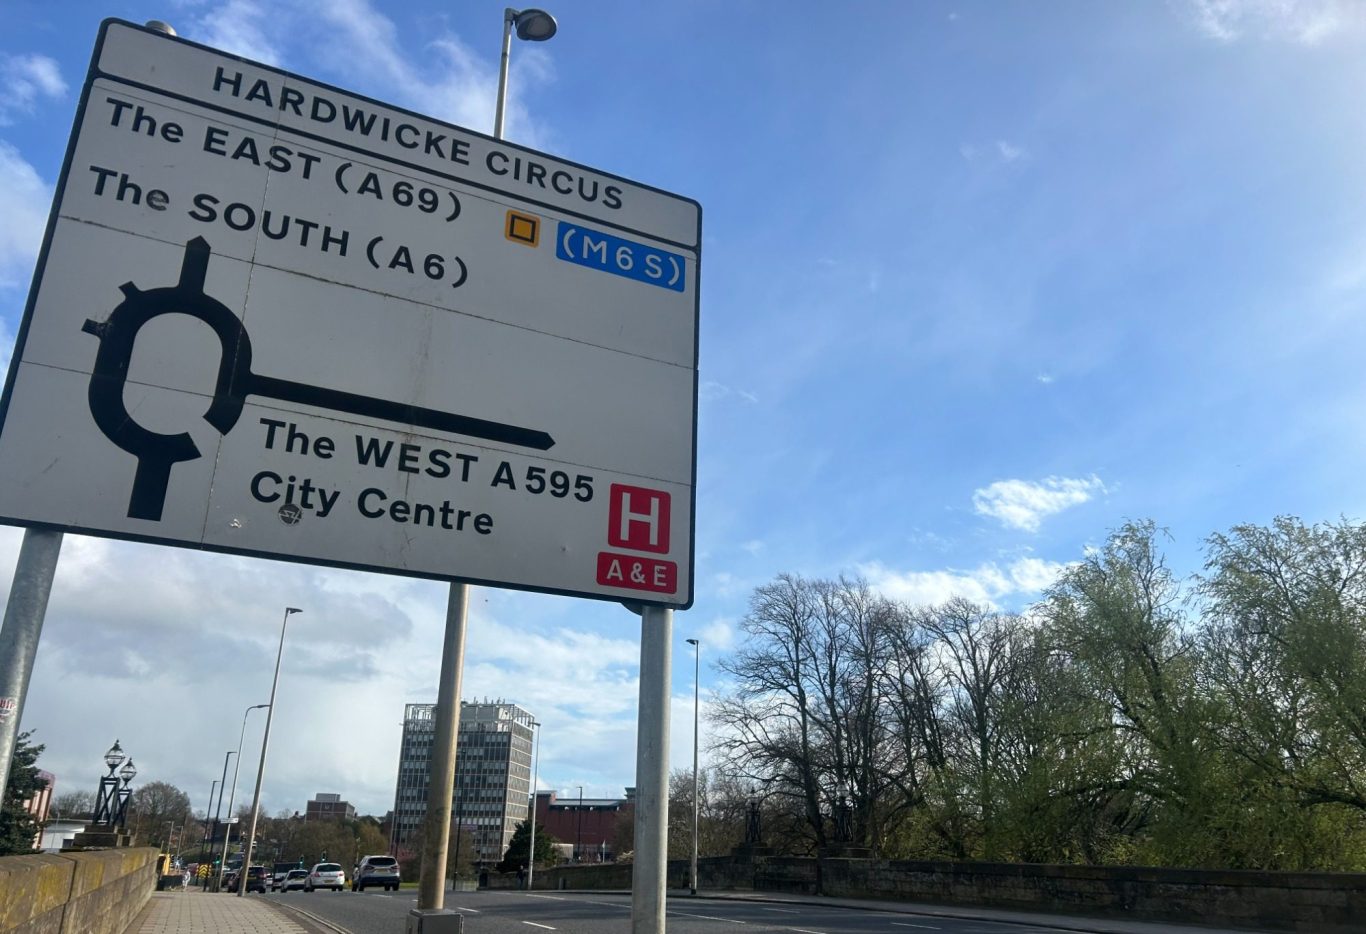 HARDWICKE CIRCUS
The EAST (A69)
The SOUTH (A6)
(M6 S)
The WEST A595
City Centre
H
A & E